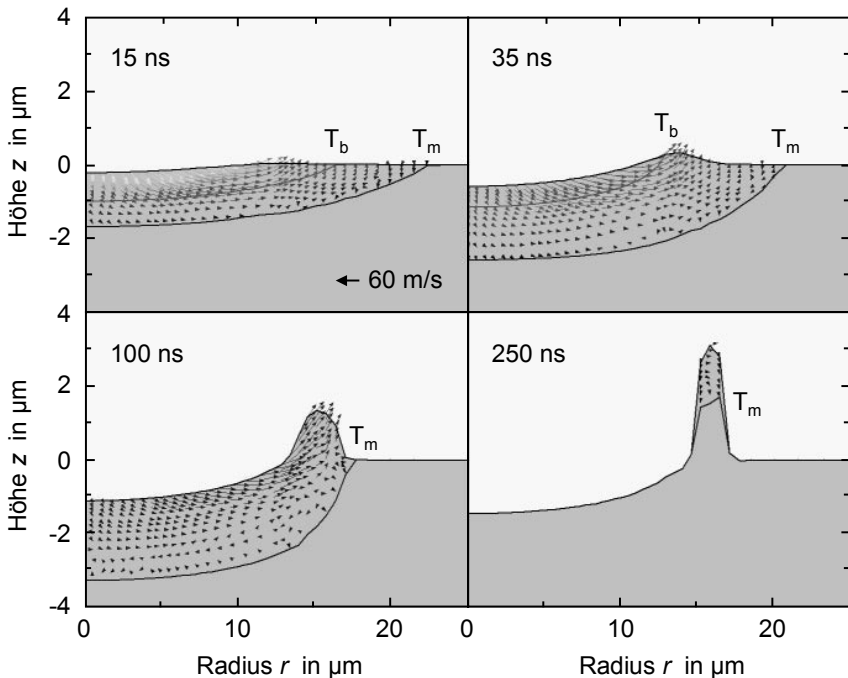 4
2
0
-2
4
2
0
-2
-4
Höhe z in µm
Höhe z in µm
15 ns
T_b
T_m
60 m/s
35 ns
T_b
T_m
100 ns
T_m
250 ns
T_m
0
10
20
0
10
20
Radius r in µm
Radius r in µm